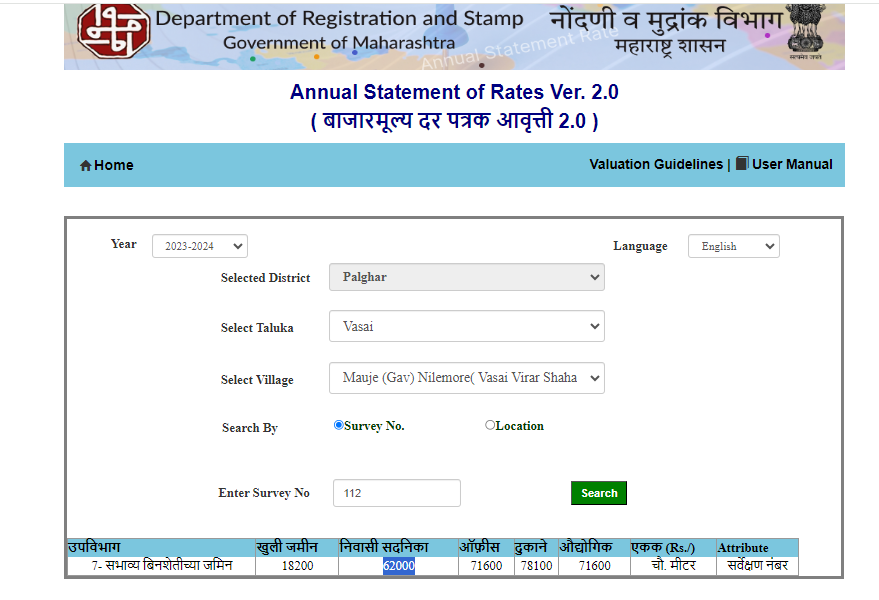 Department of Registration and Stamp नोंदणी व मुद्रांक विभाग
Government of Maharashtra महाराष्ट्र शासन
Annual Statement Rate
Annual Statement of Rates Ver. 2.0
( बाजारमूल्य दर पत्रक आवृत्ती 2.0 )
Home Valuation Guidelines | User Manual
Year 2023-2024 Language English
Selected District Palghar
Select Taluka Vasai
Select Village Mauje (Gav) Nilemore( Vasai Virar Shaha
Search By Survey No. Location
Enter Survey No 112 Search
उपविभाग खुली जमीन निवासी सदनिका ऑफ़ीस दुकाने औद्योगिक एकक (Rs./) Attribute
7- सभाव्य बिनशेतीच्या जमिन 18200 62000 71600 78100 71600 चौ. मीटर सर्वेक्षण नंबर